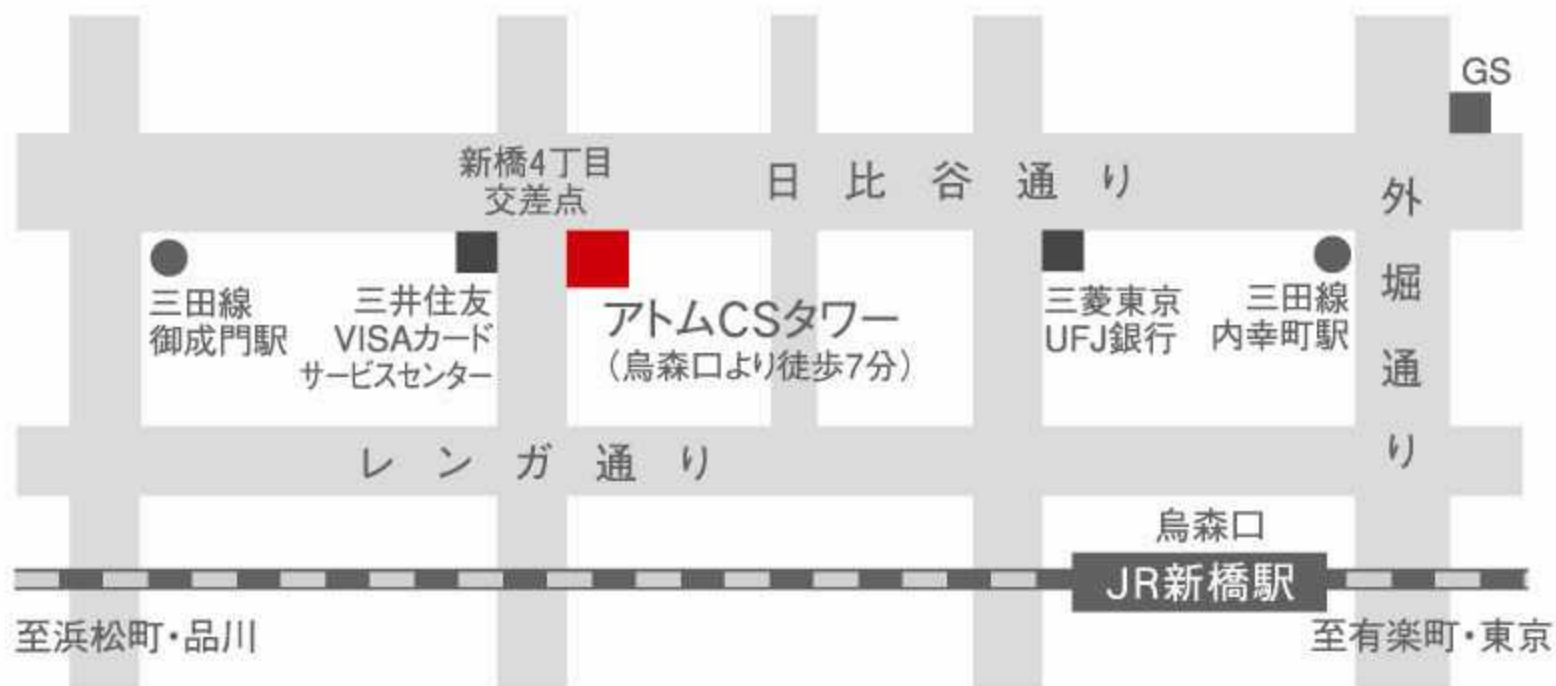 GS
新橋4丁目
交差点
日比谷通り
外堀通り
三田線
御成門駅
三井住友
VISAカード
サービスセンター
アトムCSタワー
（烏森口より徒歩7分）
三菱東京
UFJ銀行
三田線
内幸町駅
レンガ通り
烏森口
JR新橋駅
至浜松町・品川
至有楽町・東京